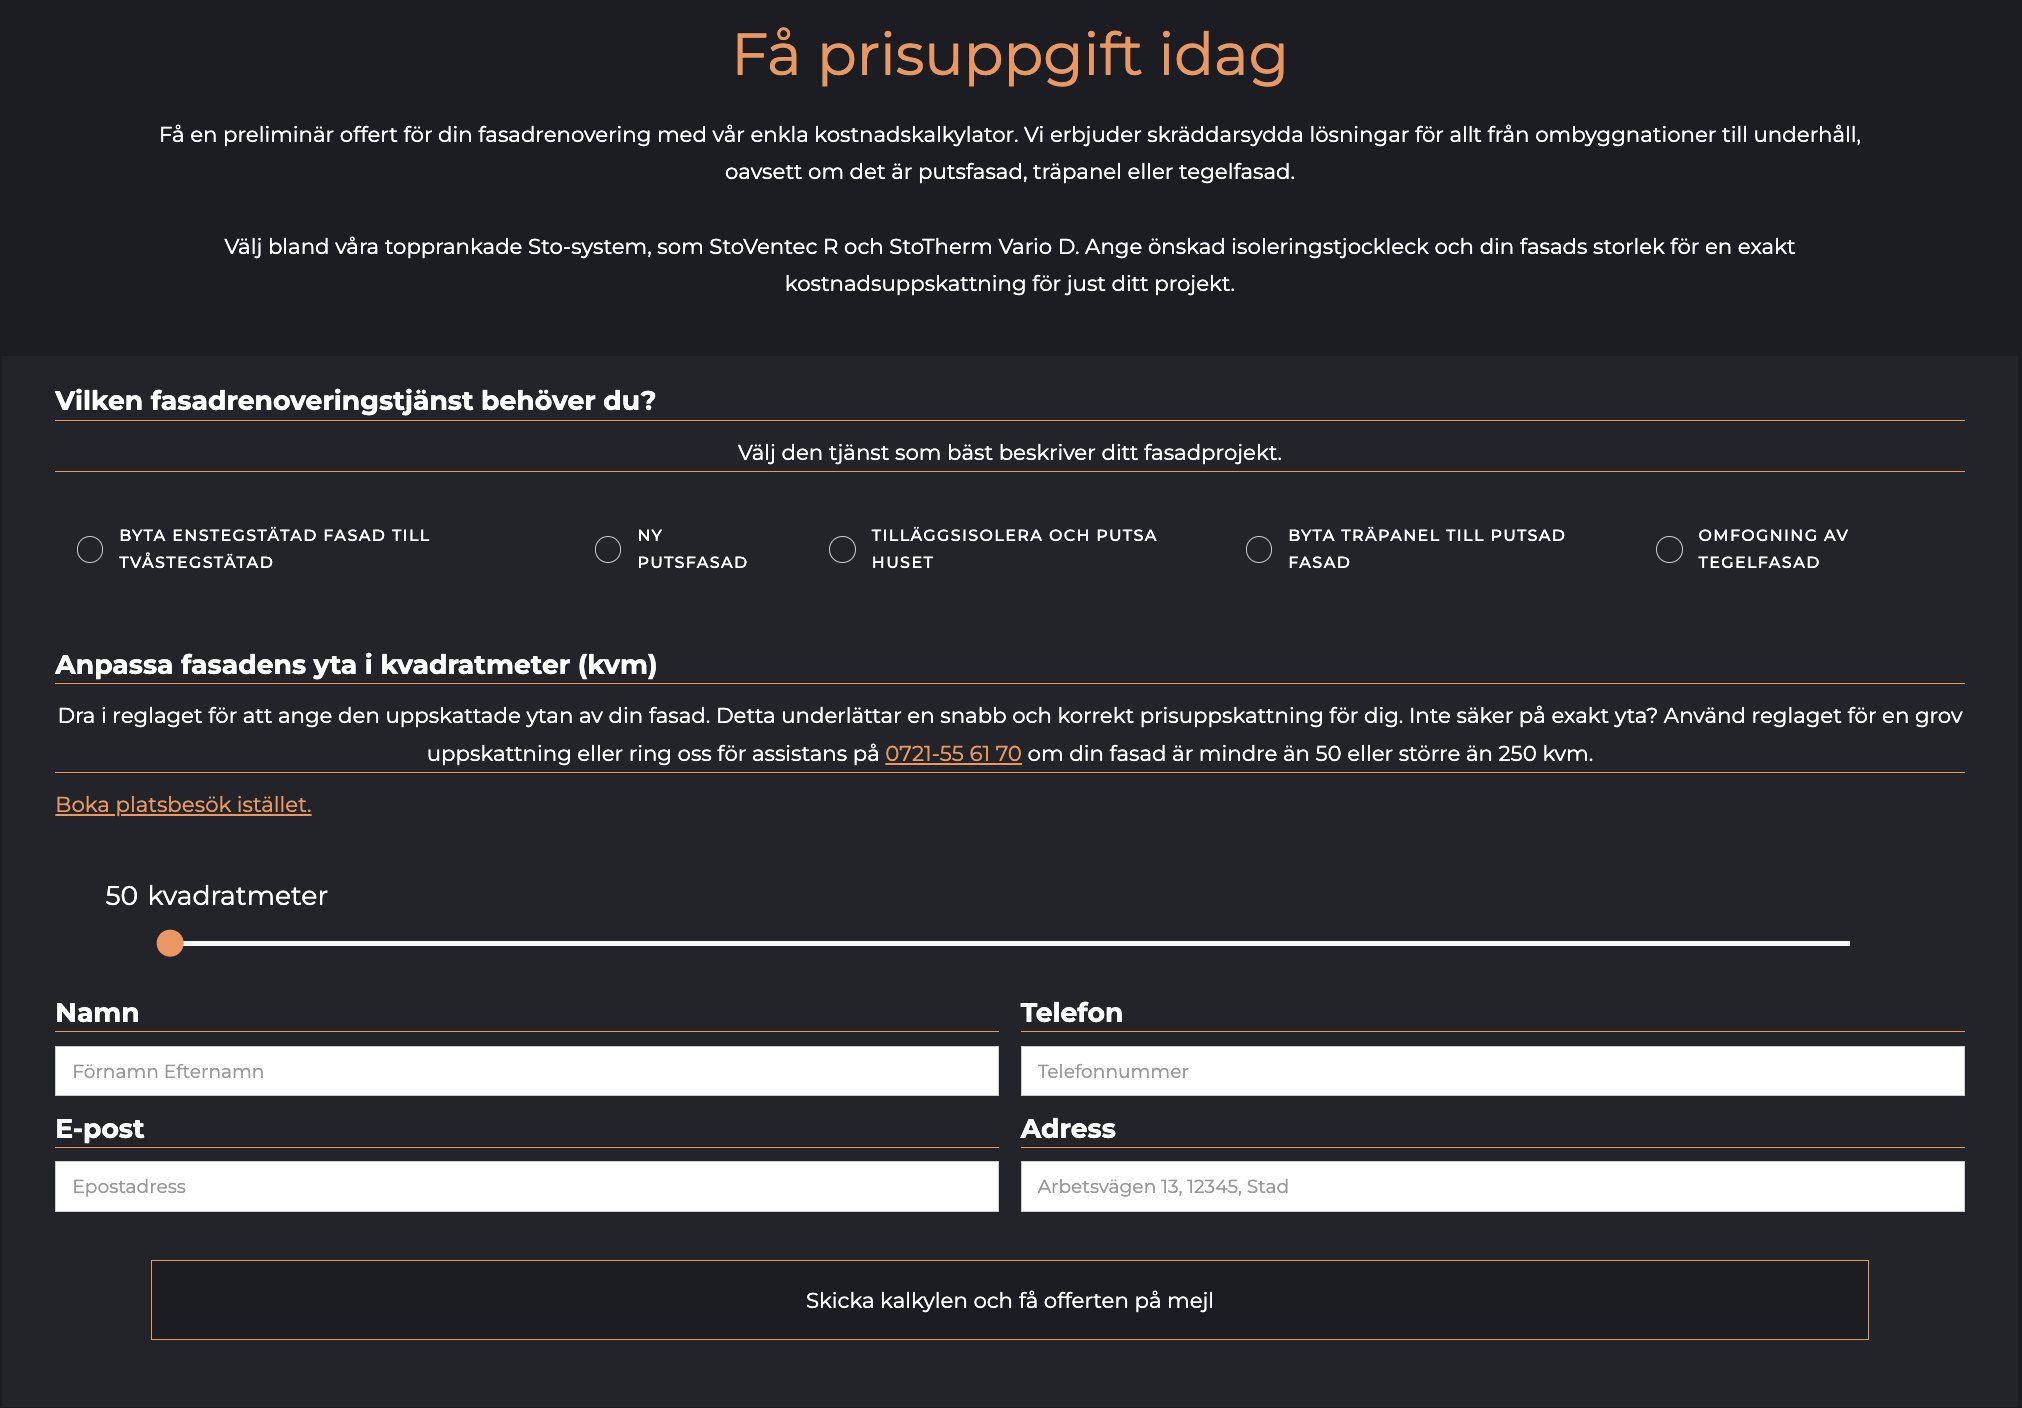 Få prisuppgift idag
Få en preliminär offert för din fasadrenovering med vår enkla kostnadskalkylator. Vi erbjuder skräddarsydda lösningar för allt från ombyggnationer till underhåll,
oavsett om det är putsfasad, träpanel eller tegelfasad.
Välj bland våra topprankade Sto-system, som StoVentec R och StoTherm Vario D. Ange önskad isoleringstjockleck och din fasads storlek för en exakt
kostnadsuppskattning för just ditt projekt.
Vilken fasadrenoveringstjänst behöver du?
Välj den tjänst som bäst beskriver ditt fasadprojekt.
BYTA ENSTEGSTÄTAD FASAD TILL
TVÅSTEGSTÄTAD
NY
PUTSFASAD
TILLÄGGSISOLERA OCH PUTSA
HUSET
BYTA TRÄPANEL TILL PUTSAD
FASAD
OMFOGNING AV
TEGELFASAD
Anpassa fasadens yta i kvadratmeter (kvm)
Dra i reglaget för att ange den uppskattade ytan av din fasad. Detta underlättar en snabb och korrekt prisuppskattning för dig. Inte säker på exakt yta? Använd reglaget för en grov
uppskattning eller ring oss för assistans på 0721-55 61 70 om din fasad är mindre än 50 eller större än 250 kvm.
Boka platsbesök istället.
50 kvadratmeter
Namn
Förnamn Efternamn
Telefon
Telefonnummer
E-post
Epostadress
Adress
Arbetsvägen 13, 12345, Stad
Skicka kalkylen och få offerten på mejl